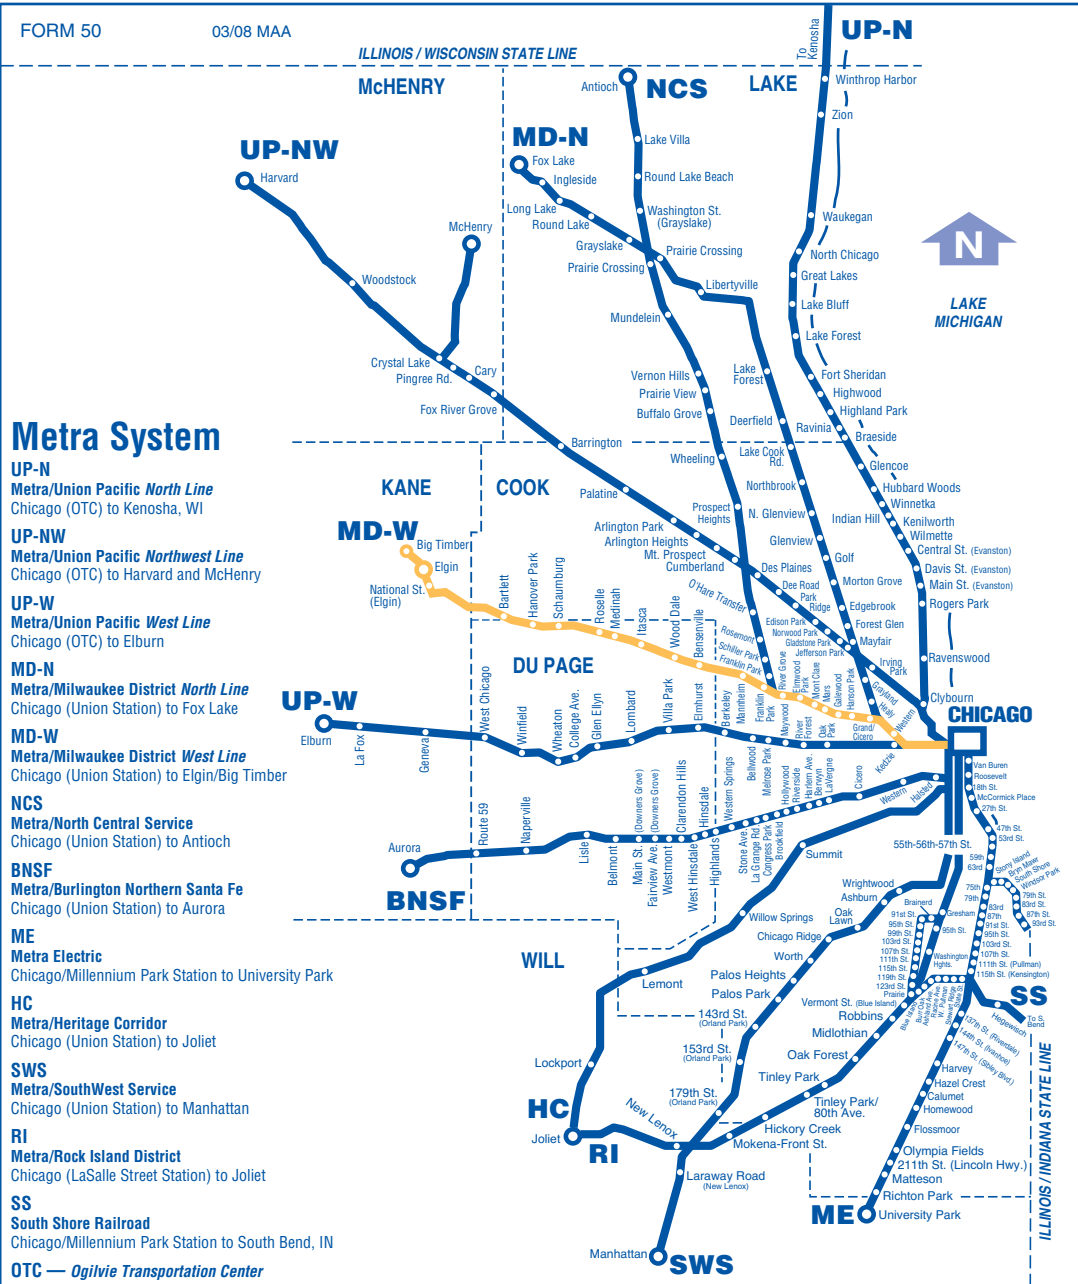 FORM 50
03/08 MAA
ILLINOIS / WISCONSIN STATE LINE
UP-N
To Kenosha
McHENRY
LAKE
NCS
Antioch
Winthrop Harbor
Zion
MD-N
Lake Villa
UP-NW
Fox Lake
Harvard
Ingleside
Round Lake Beach
Long Lake
Round Lake
Washington St.
(Grayslake)
Waukegan
McHenry
Grayslake
Prairie Crossing
Prairie Crossing
North Chicago
N
Woodstock
Libertyville
Great Lakes
Lake Bluff
LAKE
MICHIGAN
Mundelein
Lake Forest
Crystal Lake
Pingree Rd.
Cary
Vernon Hills
Lake
Forest
Fort Sheridan
Prairie View
Highwood
Fox River Grove
Buffalo Grove
Deerfield
Highland Park
Ravinia
Braeside
Metra System
Barrington
Wheeling
Lake Cook
Rd.
Glencoe
UP-N
Metra/Union Pacific North Line
Chicago (OTC) to Kenosha, WI
KANE
COOK
Palatine
Northbrook
Hubbard Woods
Winnetka
Prospect
Heights
N. Glenview
Indian Hill
Kenilworth
Wilmette
MD-W
Arlington Park
Arlington Heights
Mt. Prospect
Cumberland
Glenview
Central St. (Evanston)
UP-NW
Metra/Union Pacific Northwest Line
Chicago (OTC) to Harvard and McHenry
Big Timber
Elgin
National St.
(Elgin)
Bartlett
Hanover Park
Schaumburg
Roselle
Medinah
Itasca
Wood Dale
Bensenville
O'Hare Transfer
Des Plaines
Golf
Davis St. (Evanston)
Dee Road
Park
Ridge
Morton Grove
Main St. (Evanston)
Edgebrook
Rogers Park
UP-W
Metra/Union Pacific West Line
Chicago (OTC) to Elburn
Rosemont
Schiller Park
Franklin Park
Edison Park
Norwood Park
Gladstone Park
Jefferson Park
Forest Glen
Mayfair
Irving
Park
Ravenswood
DU PAGE
Mannheim
Franklin
Park
River Grove
Elmwood
Park
Mont Clare
Mars
Galewood
Hanson Park
Grayland
Healy
Grand/
Cicero
Western
Clybourn
MD-N
Metra/Milwaukee District North Line
Chicago (Union Station) to Fox Lake
UP-W
Elburn
La Fox
Geneva
West Chicago
Winfield
Wheaton
College Ave.
Glen Ellyn
Lombard
Villa Park
Elmhurst
Berkeley
Bellwood
Melrose Park
Maywood
River
Forest
Oak
Park
Kedzie
CHICAGO
MD-W
Metra/Milwaukee District West Line
Chicago (Union Station) to Elgin/Big Timber
NCS
Metra/North Central Service
Chicago (Union Station) to Antioch
Aurora
Route 59
Naperville
Lisle
Belmont
Main St. (Downers Grove)
Fairview Ave. (Downers Grove)
Westmont
Clarendon Hills
West Hinsdale
Hinsdale
Highlands
Western Springs
Stone Ave.
La Grange Rd.
Congress Park
Brookfield
Hollywood
Riverside
Harlem Ave.
Berwyn
LaVergne
Cicero
Western
Halsted
Van Buren
Roosevelt
18th St.
McCormick Place
27th St.
47th St.
53rd St.
55th-56th-57th St.
59th
63rd
Stony Island
Bryn Mawr
South Shore
Windsor Park
79th St.
83rd St.
87th St.
93rd St.
BNSF
Metra/Burlington Northern Santa Fe
Chicago (Union Station) to Aurora
BNSF
Summit
Willow Springs
Wrightwood
Ashburn
Oak
Lawn
Chicago Ridge
Worth
Palos Heights
Palos Park
143rd St.
(Orland Park)
153rd St.
(Orland Park)
179th St.
(Orland Park)
75th
79th
83rd
87th
91st St.
95th St.
103rd St.
107th St.
111th St. (Pullman)
115th St. (Kensington)
Brainerd
91st St.
95th St.
99th St.
103rd St.
107th St.
111th St.
115th St.
119th St.
123rd St.
Prairie
Gresham
95th St.
Washington
Hghts.
ME
Metra Electric
Chicago/Millennium Park Station to University Park
WILL
Lemont
Vermont St. (Blue Island)
Robbins
Midlothian
Oak Forest
Tinley Park
Tinley Park/
80th Ave.
Hickory Creek
Mokena-Front St.
Blue Island
Burr Oak
Ashland Ave.
Racine Ave.
W. Pullman
Stewart Ridge
State St.
SS
Hegewisch
To S.
Bend
HC
Metra/Heritage Corridor
Chicago (Union Station) to Joliet
137th St. (Riverdale)
144th St. (Ivanhoe)
147th St. (Sibley Blvd.)
Harvey
Hazel Crest
Calumet
Homewood
Flossmoor
Olympia Fields
211th St. (Lincoln Hwy.)
Matteson
Richton Park
University Park
ME
Lockport
SWS
Metra/SouthWest Service
Chicago (Union Station) to Manhattan
HC
Joliet
RI
New Lenox
Laraway Road
(New Lenox)
Manhattan
SWS
RI
Metra/Rock Island District
Chicago (LaSalle Street Station) to Joliet
SS
South Shore Railroad
Chicago/Millennium Park Station to South Bend, IN
OTC — Ogilvie Transportation Center
ILLINOIS / INDIANA STATE LINE